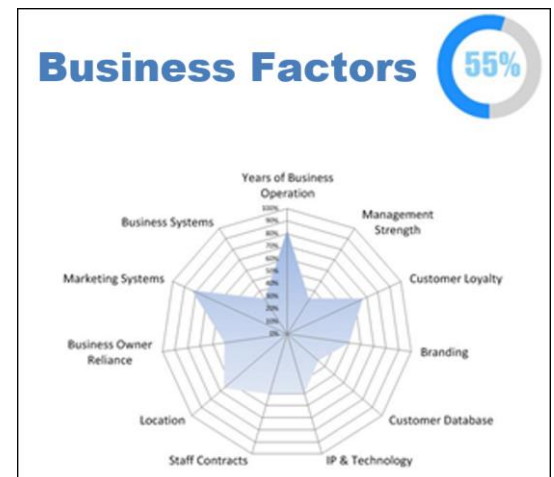 Business Factors
55%
Years of Business
Operation
Management
Strength
Customer Loyalty
Branding
Customer Database
IP & Technology
Staff Contracts
Location
Business Owner
Reliance
Marketing Systems
Business Systems
100%
90%
80%
70%
60%
50%
40%
30%
20%
10%
0%